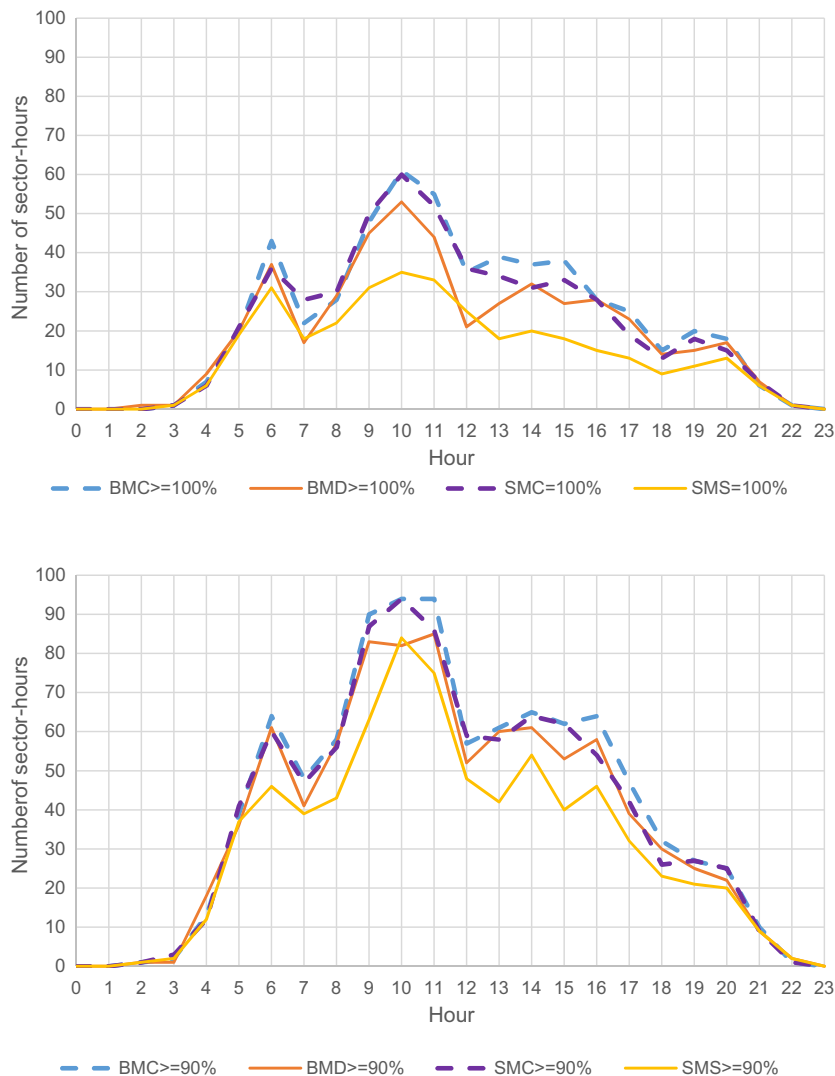 100
90
80
70
60
50
40
30
20
10
0
Number of sector-hours
0 1 2 3 4 5 6 7 8 9 10 11 12 13 14 15 16 17 18 19 20 21 22 23
Hour
BMC>=100% BMD>=100% SMC=100% SMS=100%
100
90
80
70
60
50
40
30
20
10
0
Numberof sector-hours
0 1 2 3 4 5 6 7 8 9 10 11 12 13 14 15 16 17 18 19 20 21 22 23
Hour
BMC>=90% BMD>=90% SMC>=90% SMS>=90%